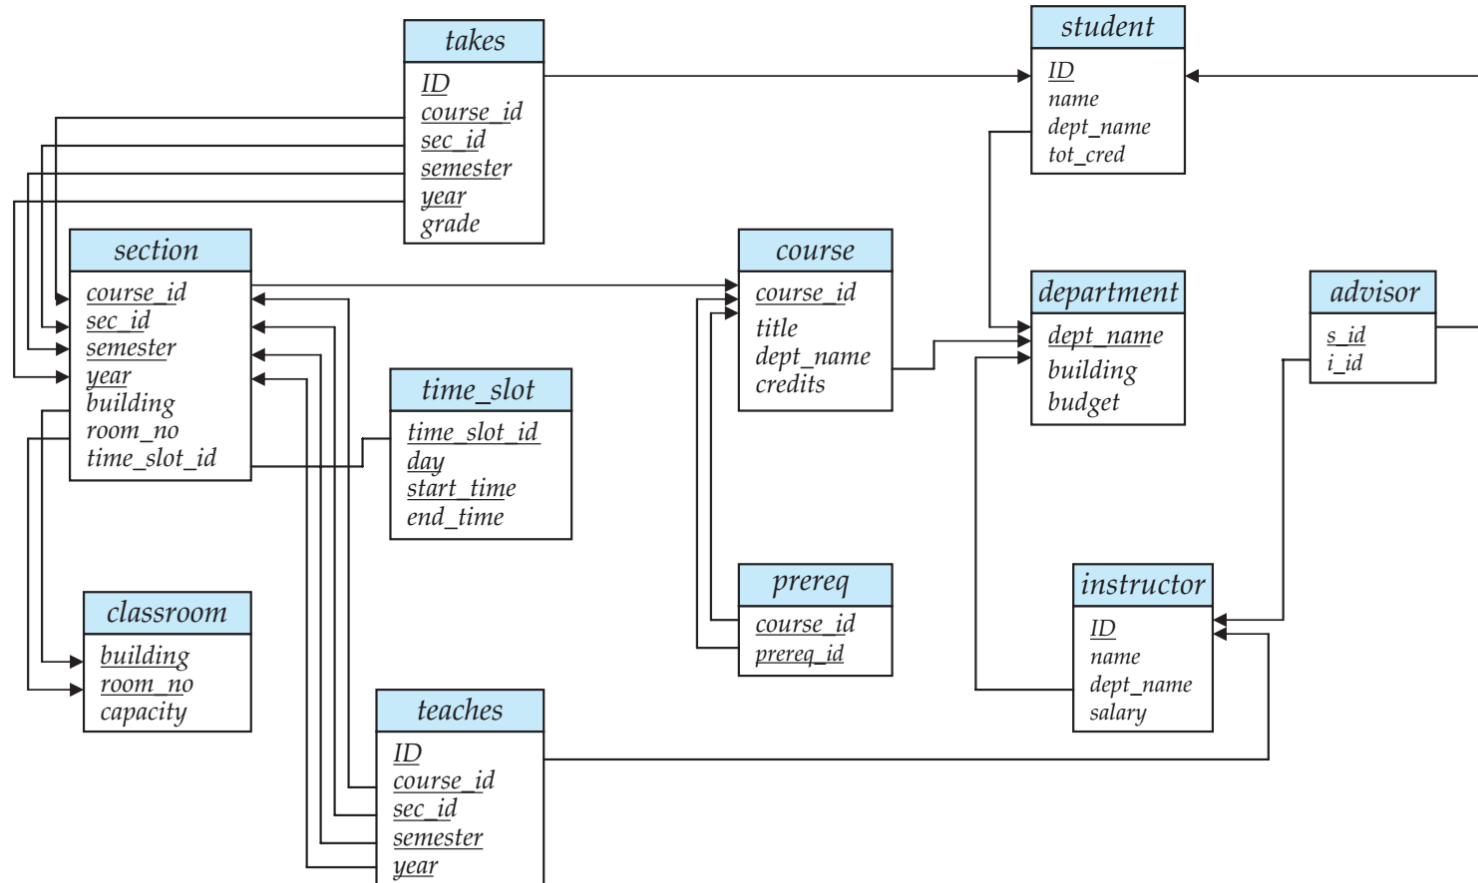 takes
ID
course_id
sec_id
semester
year
grade
student
ID
name
dept_name
tot_cred
section
course_id
sec_id
semester
year
building
room_no
time_slot_id
course
course_id
title
dept_name
credits
department
dept_name
building
budget
advisor
s_id
i_id
time_slot
time_slot_id
day
start_time
end_time
classroom
building
room_no
capacity
prereq
course_id
prereq_id
instructor
ID
name
dept_name
salary
teaches
ID
course_id
sec_id
semester
year